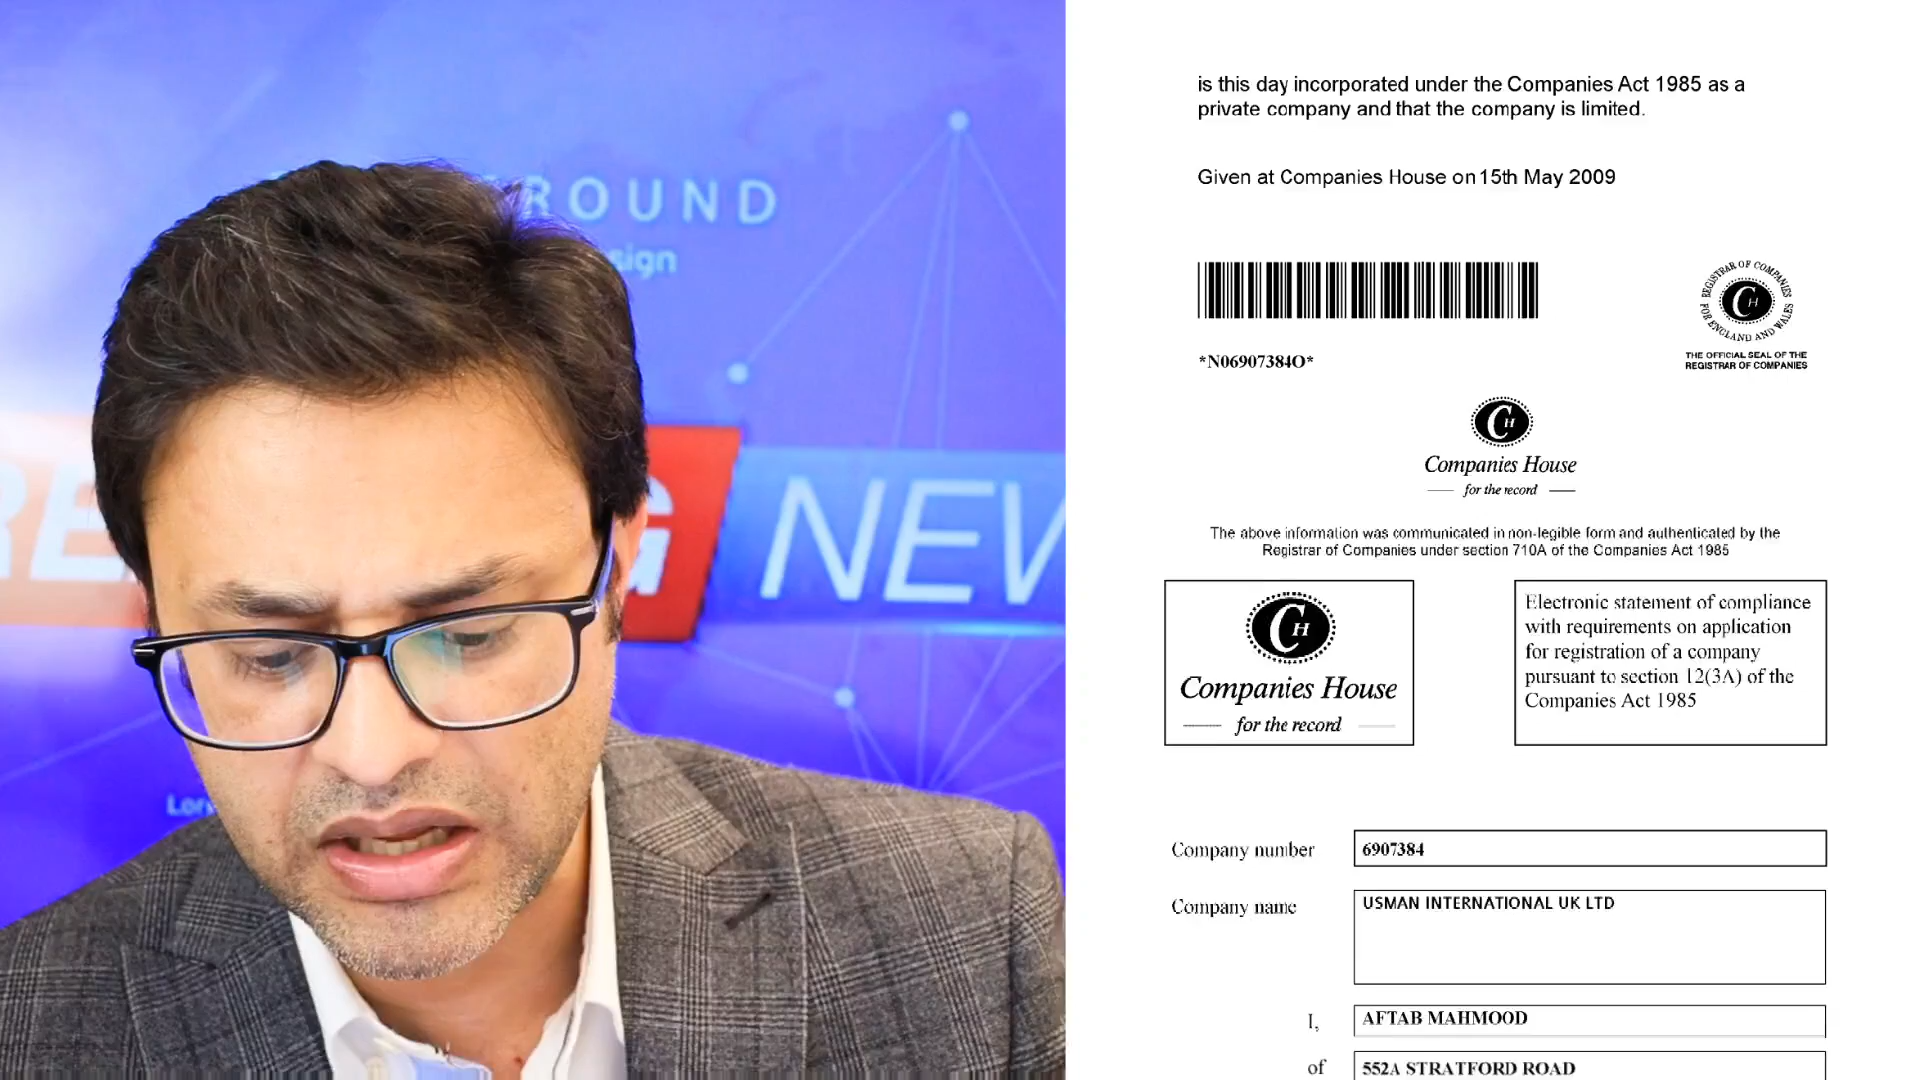 ROUND
sign
NEW
Lor
is this day incorporated under the Companies Act 1985 as a
private company and that the company is limited.
Given at Companies House on 15th May 2009
*N06907384O*
REGISTRAR OF COMPANIES
FOR ENGLAND AND WALES
CH
THE OFFICIAL SEAL OF THE
REGISTRAR OF COMPANIES
CH
Companies House
for the record
The above information was communicated in non-legible form and authenticated by the
Registrar of Companies under section 710A of the Companies Act 1985
CH
Companies House
for the record
Electronic statement of compliance
with requirements on application
for registration of a company
pursuant to section 12(3A) of the
Companies Act 1985
Company number
6907384
Company name
USMAN INTERNATIONAL UK LTD
I,
AFTAB MAHMOOD
of
552A STRATFORD ROAD